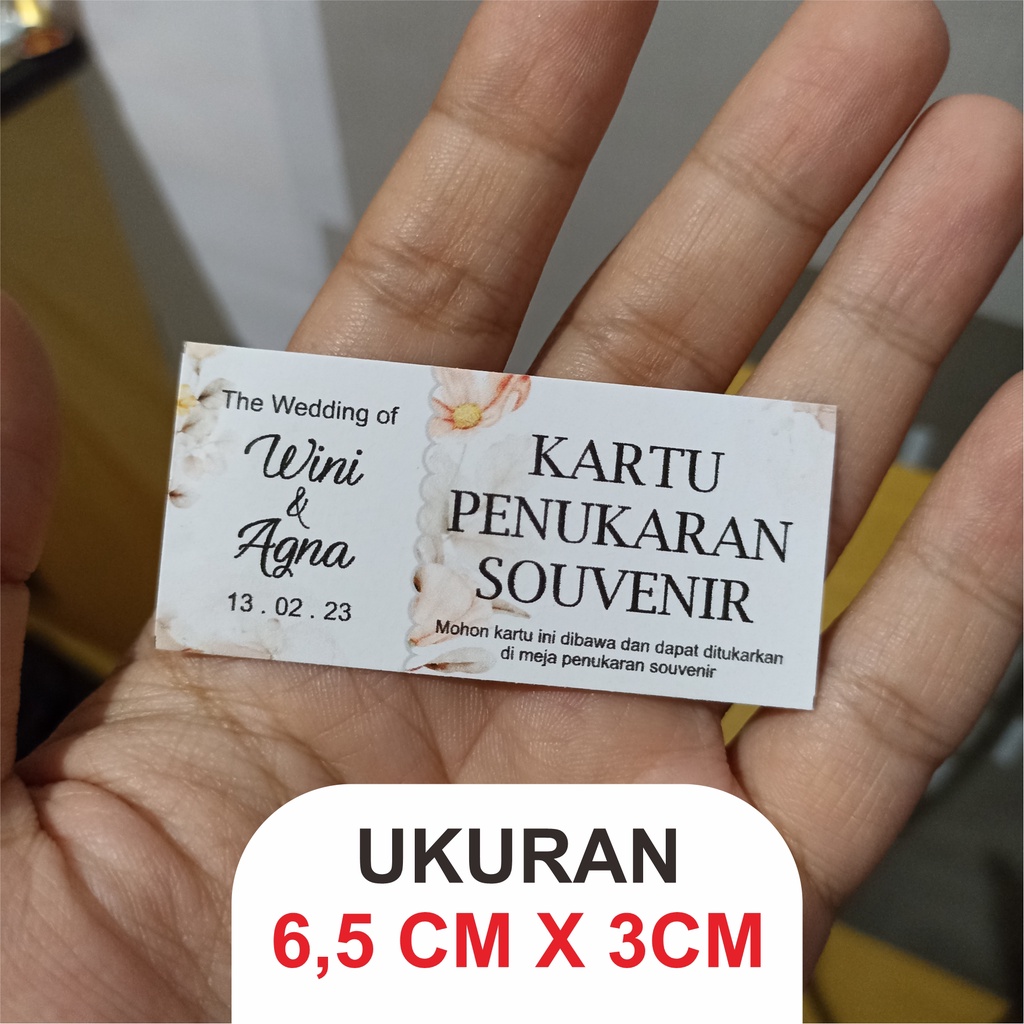 The Wedding of
Wini
&
Agna
13 . 02 . 23
KARTU
PENUKARAN
SOUVENIR
Mohon kartu ini dibawa dan dapat ditukarkan
di meja penukaran souvenir
UKURAN
6,5 CM X 3CM